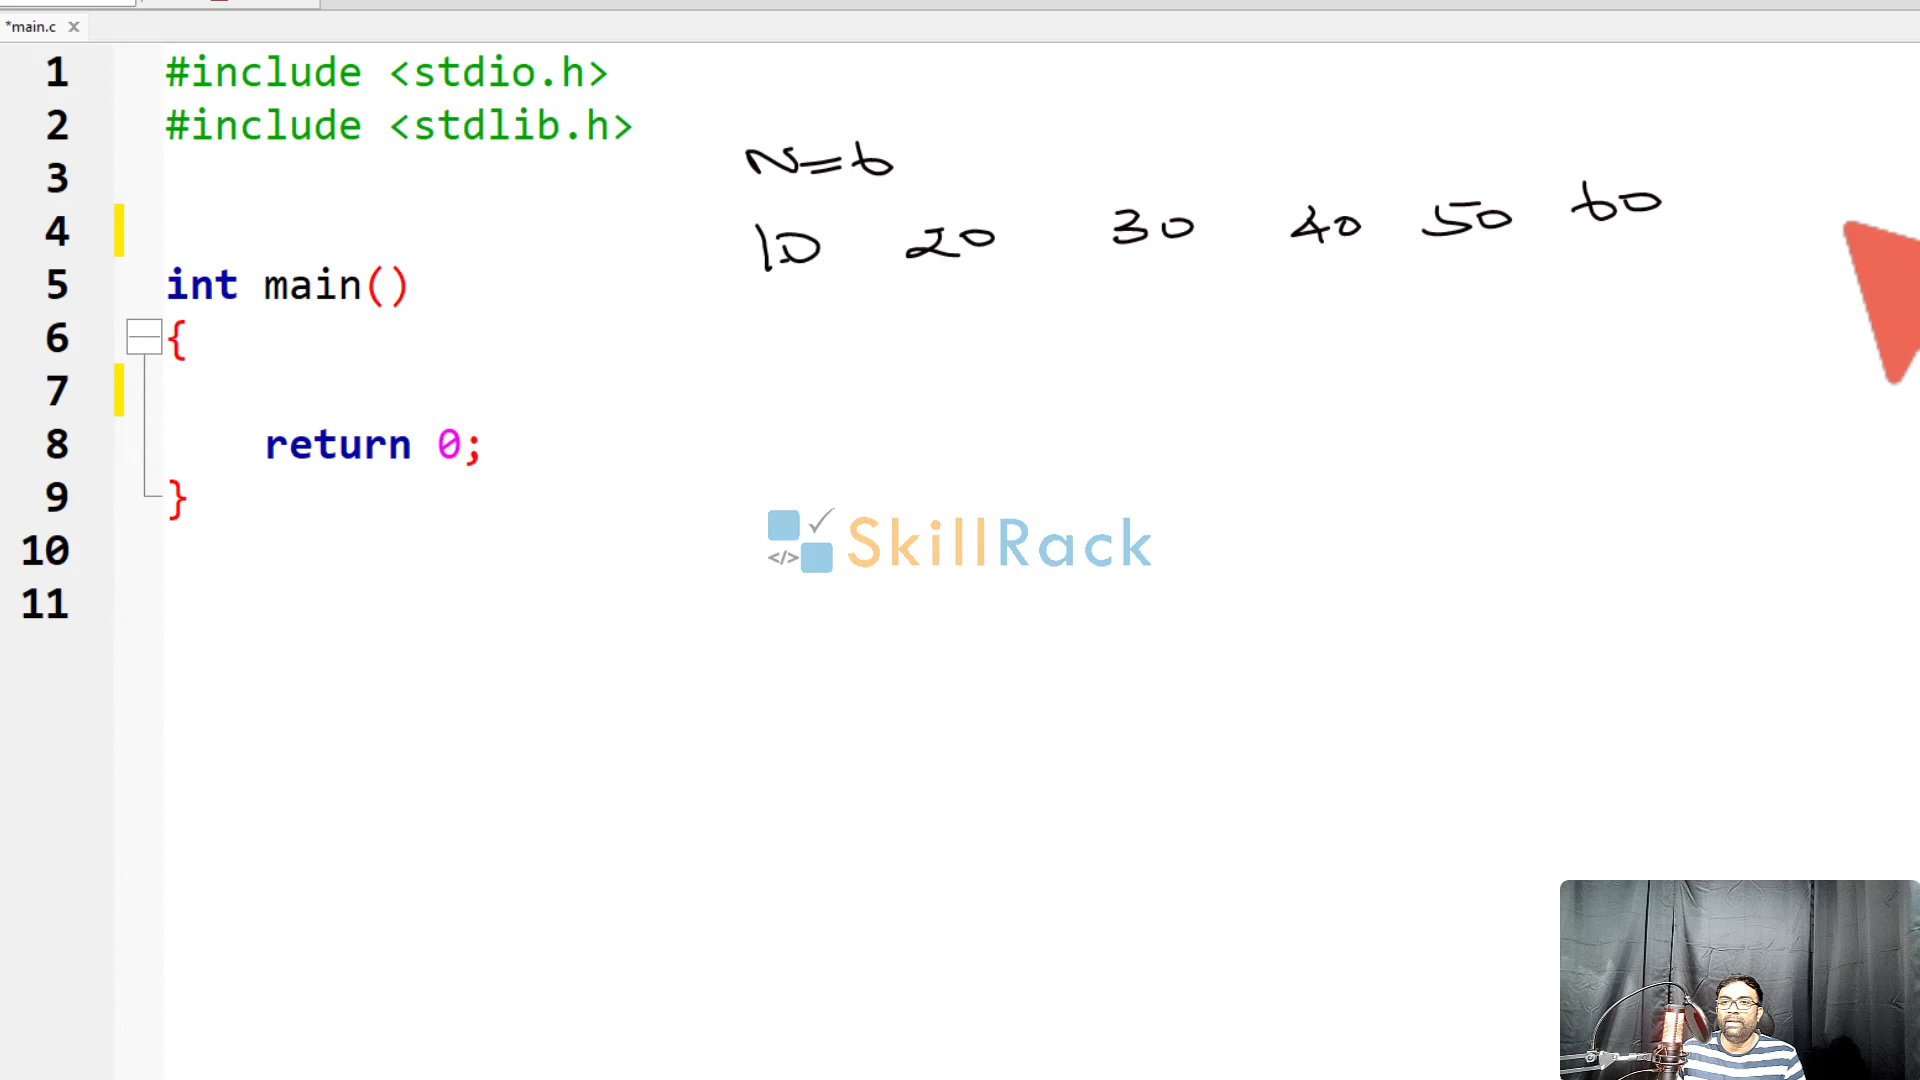 *main.c X
1 #include <stdio.h>
2 #include <stdlib.h>
N=6
3
10 20 30 40 50 60
4
5 int main()
6 {
7
8 return 0;
9 }
10
</> SkillRack
11